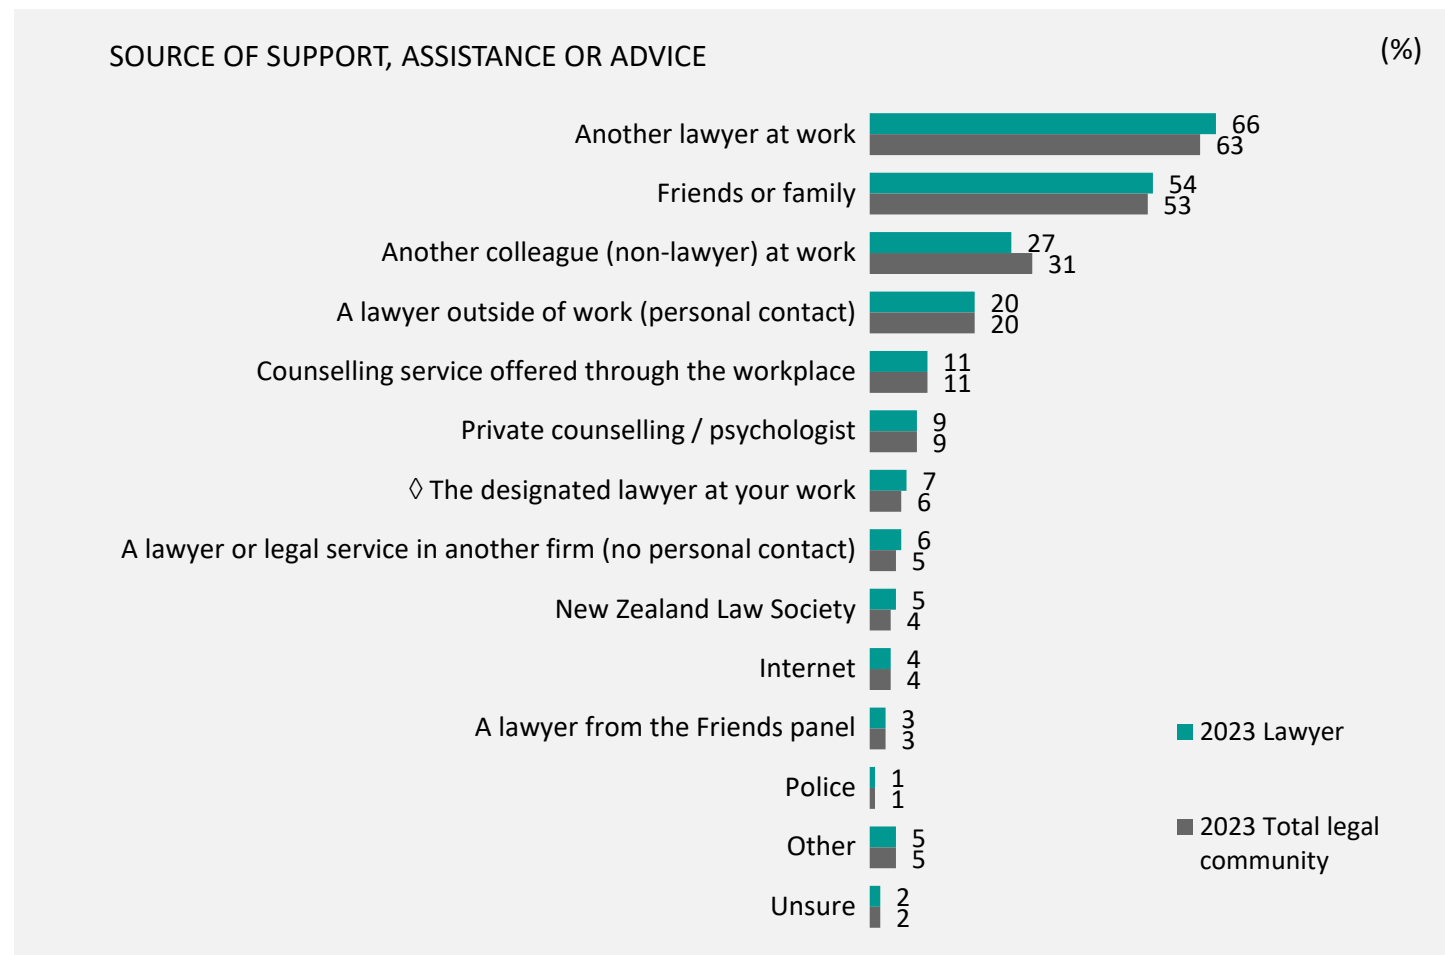 SOURCE OF SUPPORT, ASSISTANCE OR ADVICE
(%)
Another lawyer at work
66
63
Friends or family
54
53
Another colleague (non-lawyer) at work
27
31
A lawyer outside of work (personal contact)
20
20
Counselling service offered through the workplace
11
11
Private counselling / psychologist
9
9
◊ The designated lawyer at your work
7
6
A lawyer or legal service in another firm (no personal contact)
6
5
New Zealand Law Society
5
4
Internet
4
4
A lawyer from the Friends panel
3
3
2023 Lawyer
Police
1
1
2023 Total legal
community
Other
5
5
Unsure
2
2